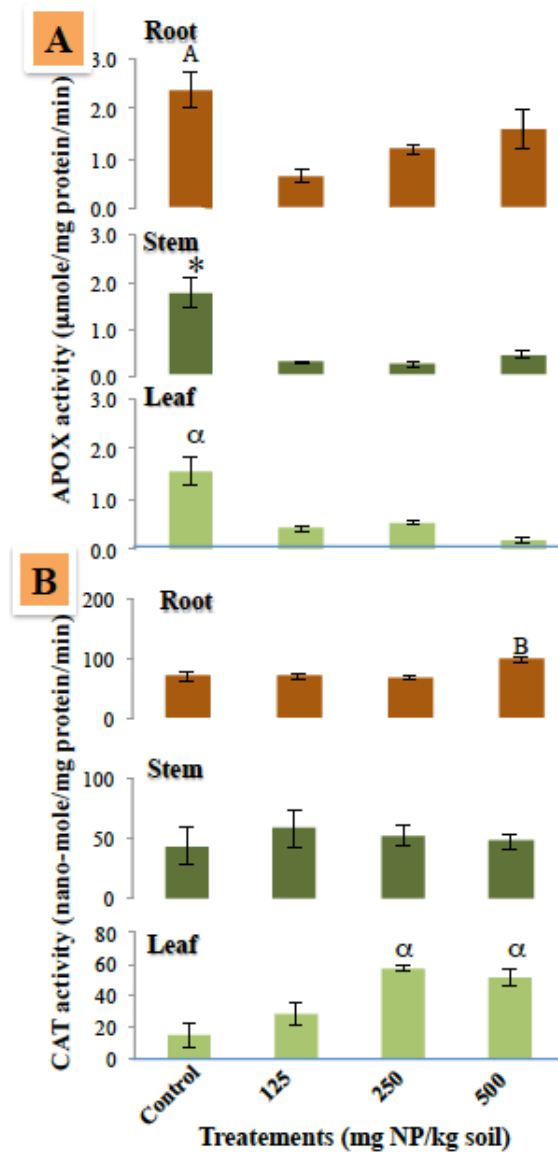 A
Root
APOX activity (µmole/mg protein/min)
3.0
2.0
1.0
0.0
A
Stem
3.0
2.0
1.0
0.0
*
Leaf
3.0
2.0
1.0
0.0
α
B
Root
CAT activity (nano-mole/mg protein/min)
200
100
0
B
Stem
100
50
0
Leaf
80
60
40
20
0
α
α
Control
125
250
500
Treatements (mg NP/kg soil)